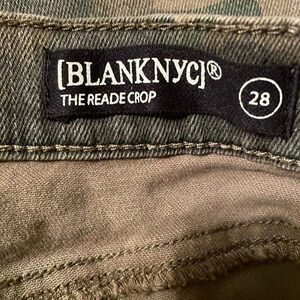 [BLANKNYC]®
THE READE CROP
28